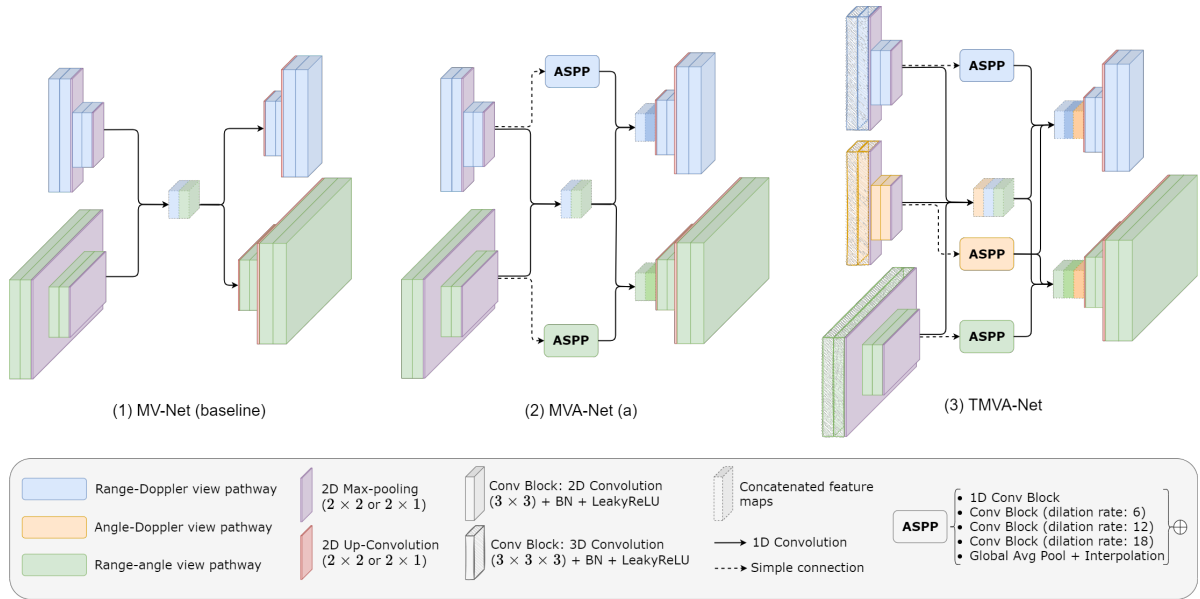 ASPP
ASPP
ASPP
ASPP
ASPP
(1) MV-Net (baseline)
(2) MVA-Net (a)
(3) TMVA-Net
Range-Doppler view pathway
Angle-Doppler view pathway
Range-angle view pathway
2D Max-pooling
(2 × 2 or 2 × 1)
2D Up-Convolution
(2 × 2 or 2 × 1)
Conv Block: 2D Convolution
(3 × 3) + BN + LeakyReLU
Conv Block: 3D Convolution
(3 × 3 × 3) + BN + LeakyReLU
Concatenated feature
maps
1D Convolution
Simple connection
ASPP
• 1D Conv Block
• Conv Block (dilation rate: 6)
• Conv Block (dilation rate: 12)
• Conv Block (dilation rate: 18)
• Global Avg Pool + Interpolation
⊕